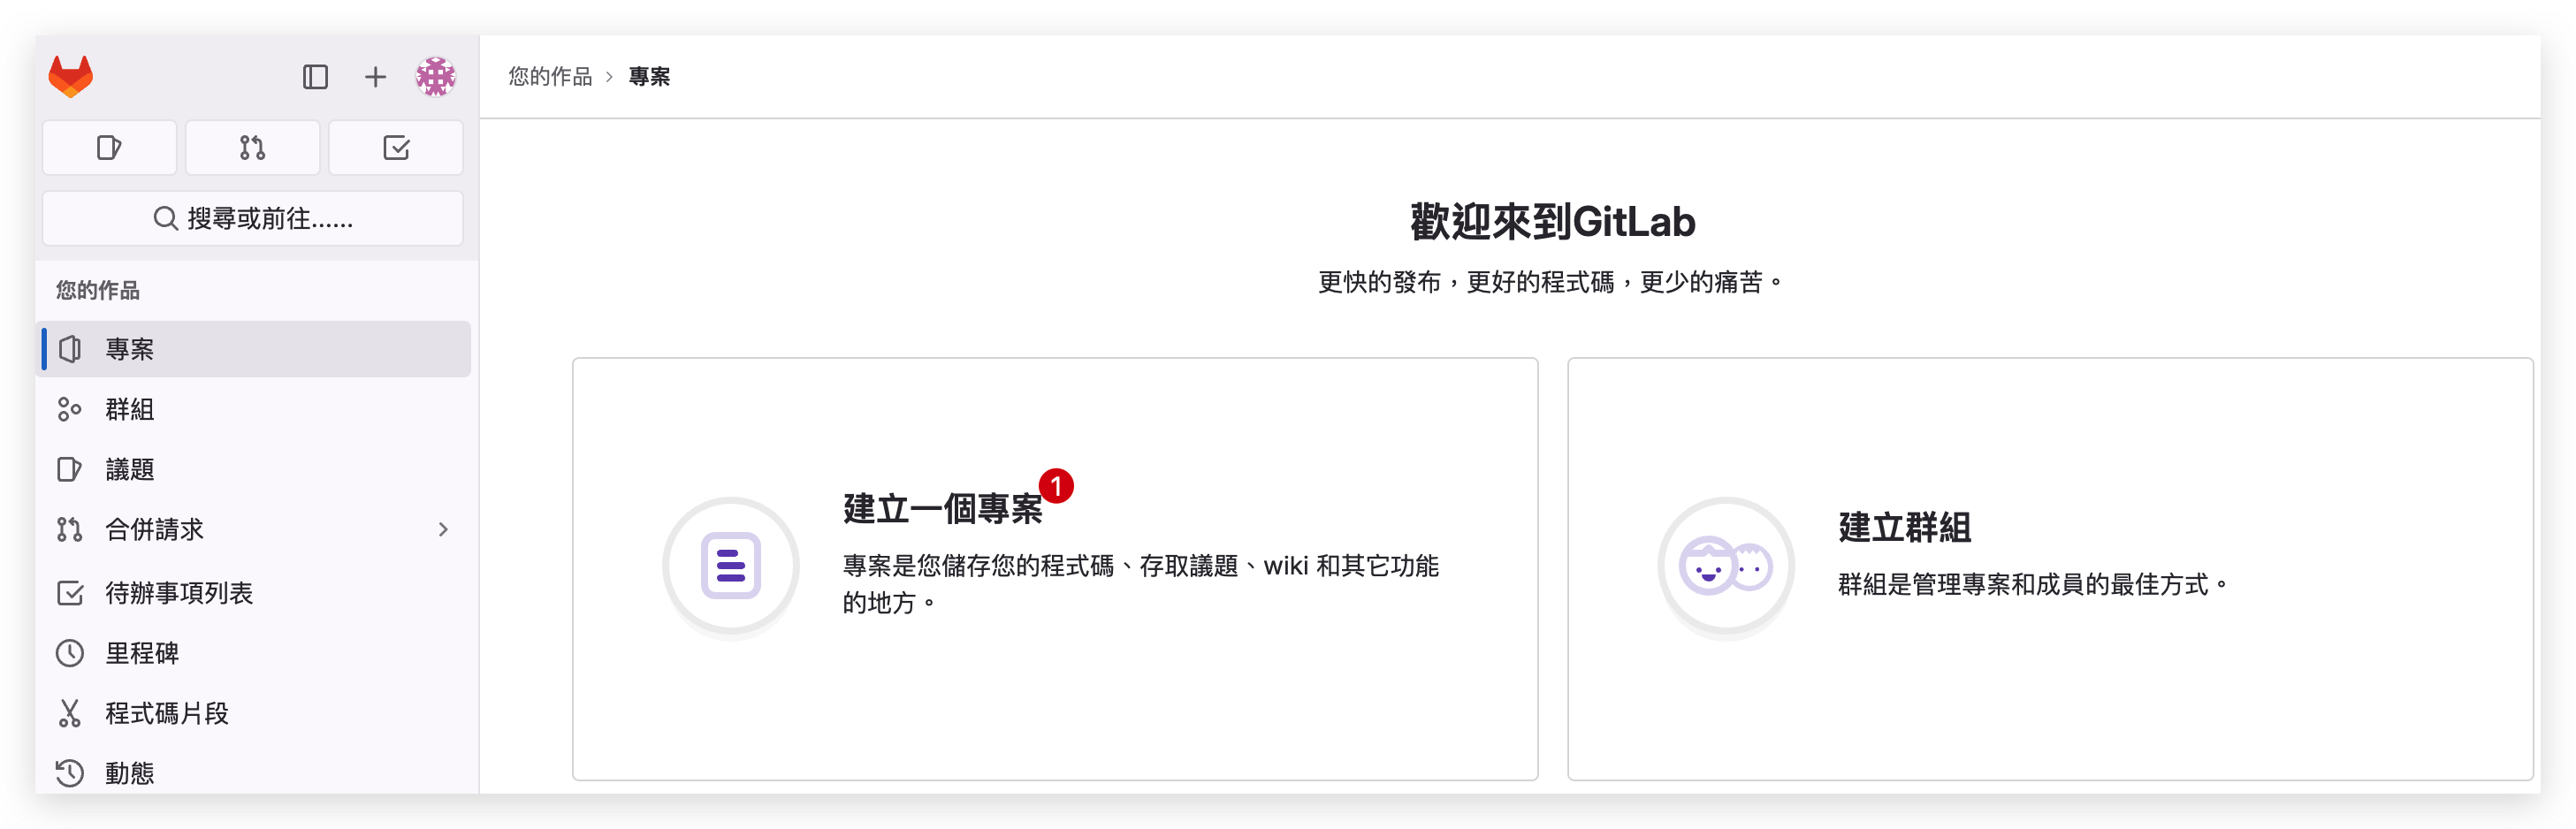 您的作品 › 專案
搜尋或前往......
您的作品
專案
群組
議題
合併請求
待辦事項列表
里程碑
程式碼片段
動態
歡迎來到GitLab
更快的發布，更好的程式碼，更少的痛苦。
建立一個專案
1
專案是您儲存您的程式碼、存取議題、wiki 和其它功能
的地方。
建立群組
群組是管理專案和成員的最佳方式。